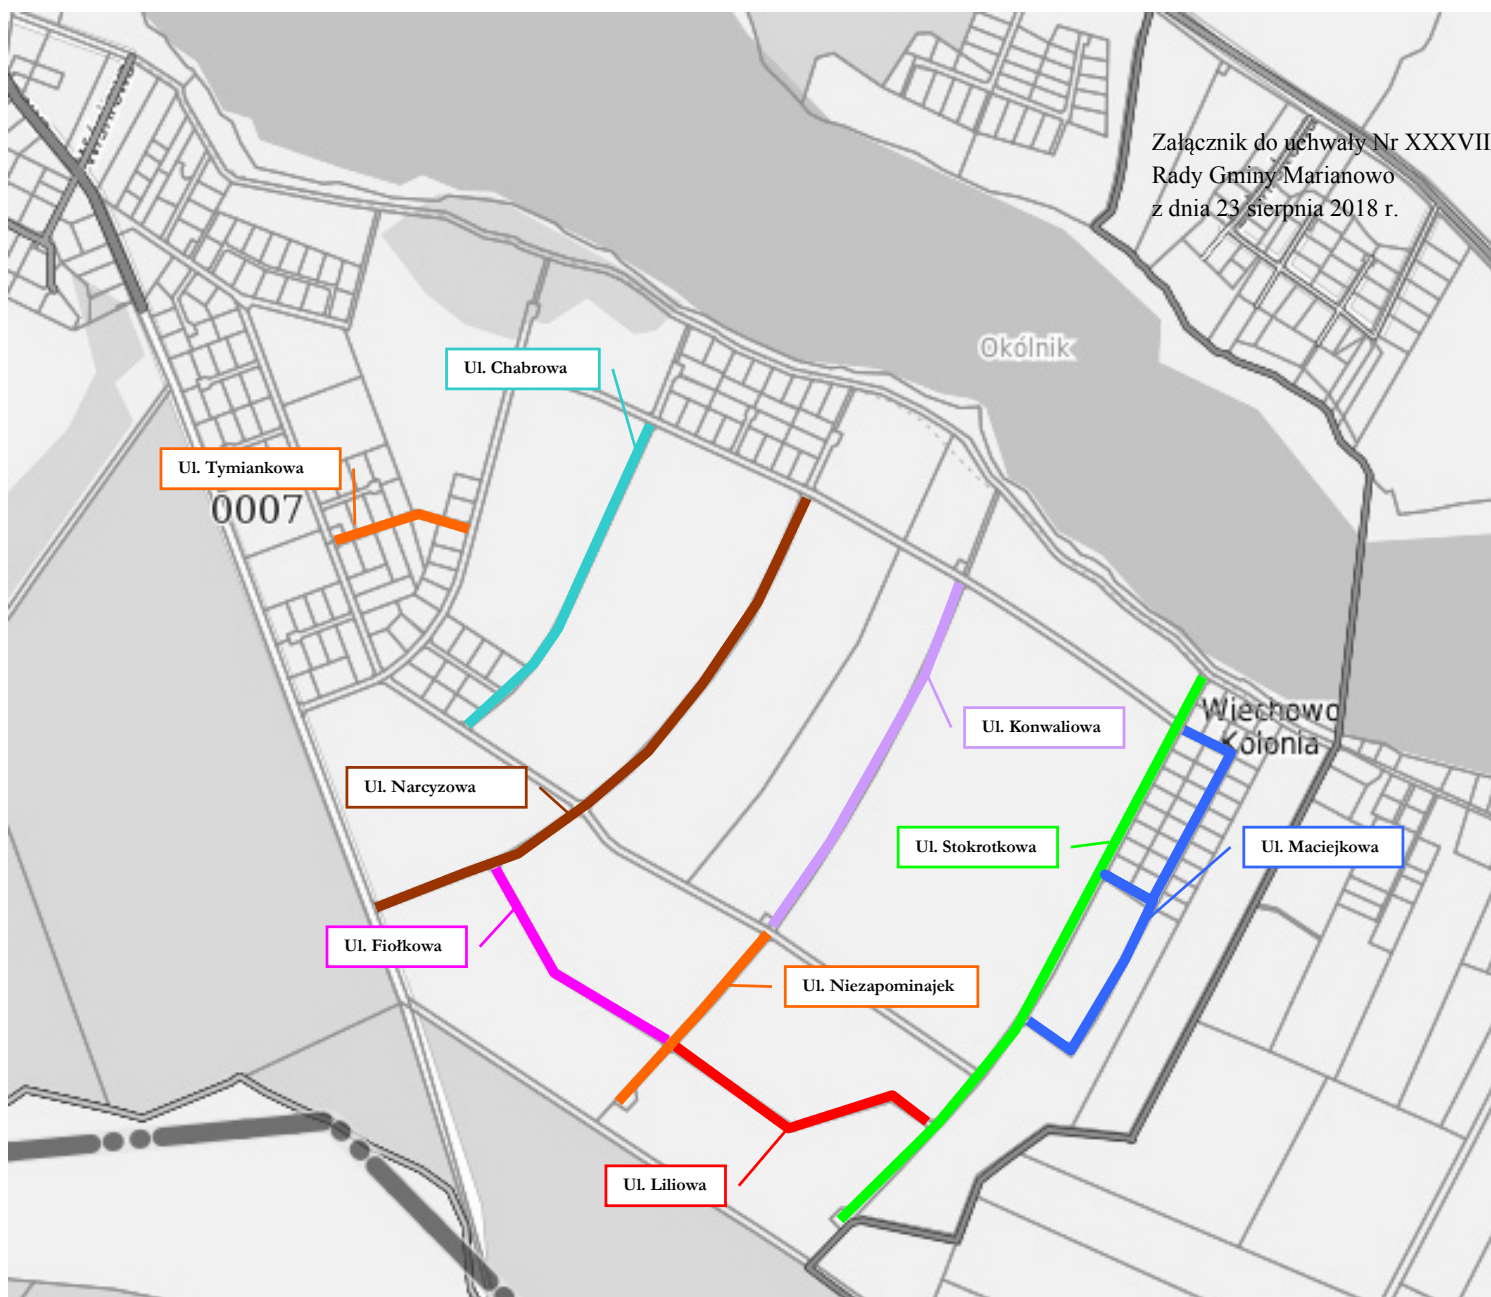 Załącznik do uchwały Nr XXXVII
Rady Gminy Marianowo
z dnia 23 sierpnia 2018 r.
Okólnik
Ul. Chabrowa
Ul. Tymiankowa
0007
Wiechowo
Kolonia
Ul. Konwaliowa
Ul. Narcyzowa
Ul. Stokrotkowa
Ul. Maciejkowa
Ul. Fiołkowa
Ul. Niezapominajek
Ul. Liliowa